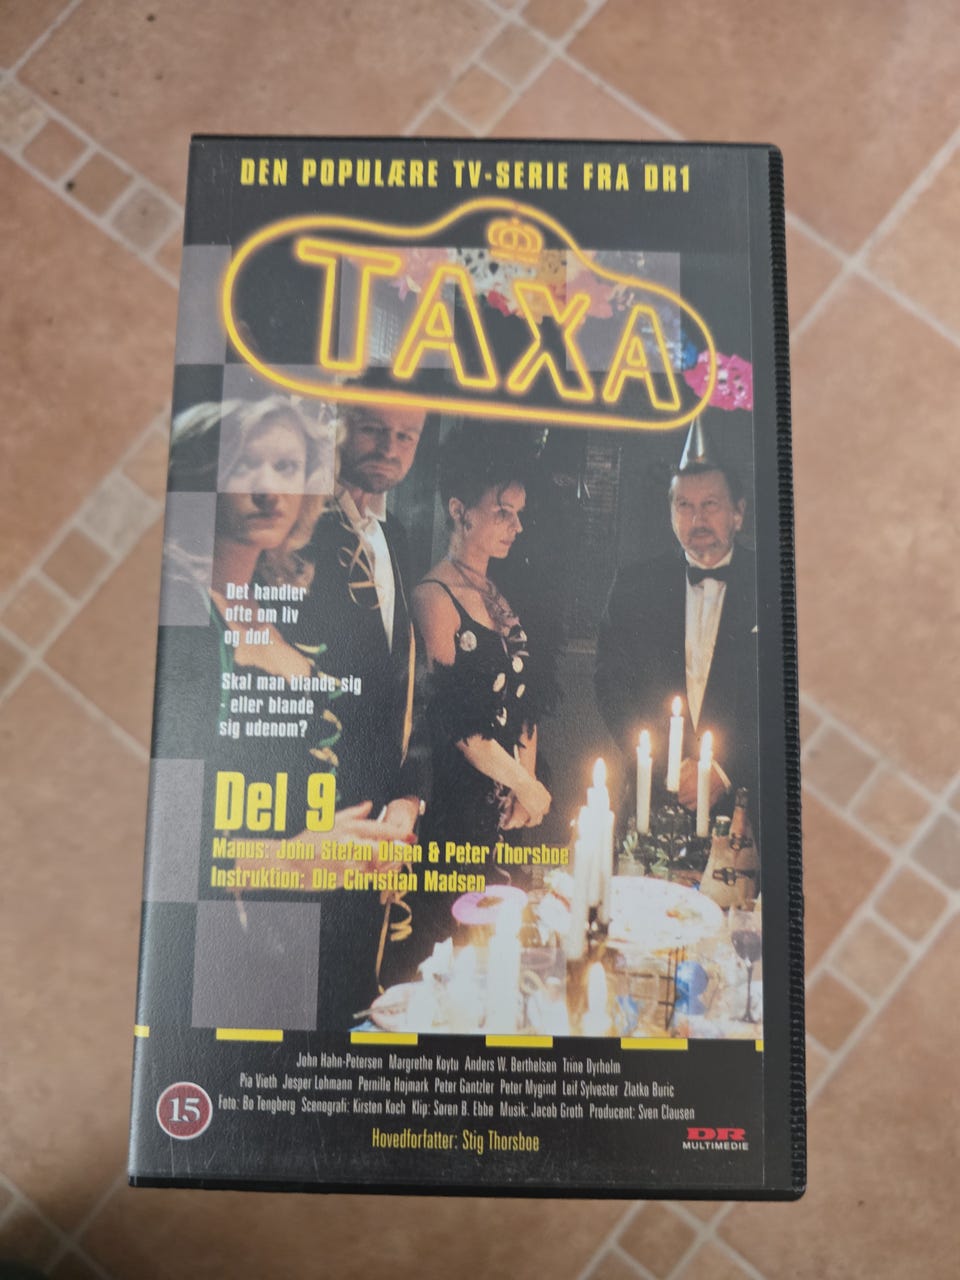 DEN POPULÆRE TV-SERIE FRA DR1
TAXA
Det handler
ofte om liv
og død.
Skal man blande sig
- eller blande
sig udenom?
Del 9
Manus: John Stefan Olsen & Peter Thorsboe
Instruktion: Ole Christian Madsen
John Hahn-Petersen Margrethe Koytu Anders W. Berthelsen Trine Dyrholm
Pia Vieth Jesper Lohmann Pernille Højmark Peter Gantzler Peter Mygind Leif Sylvester Zlatko Buric
Foto: Bo Tengberg Scenografi: Kirsten Koch Klip: Søren B. Ebbe Musik: Jacob Groth Producent: Sven Clausen
Hovedforfatter: Stig Thorsboe
15
DR
MULTIMEDIE